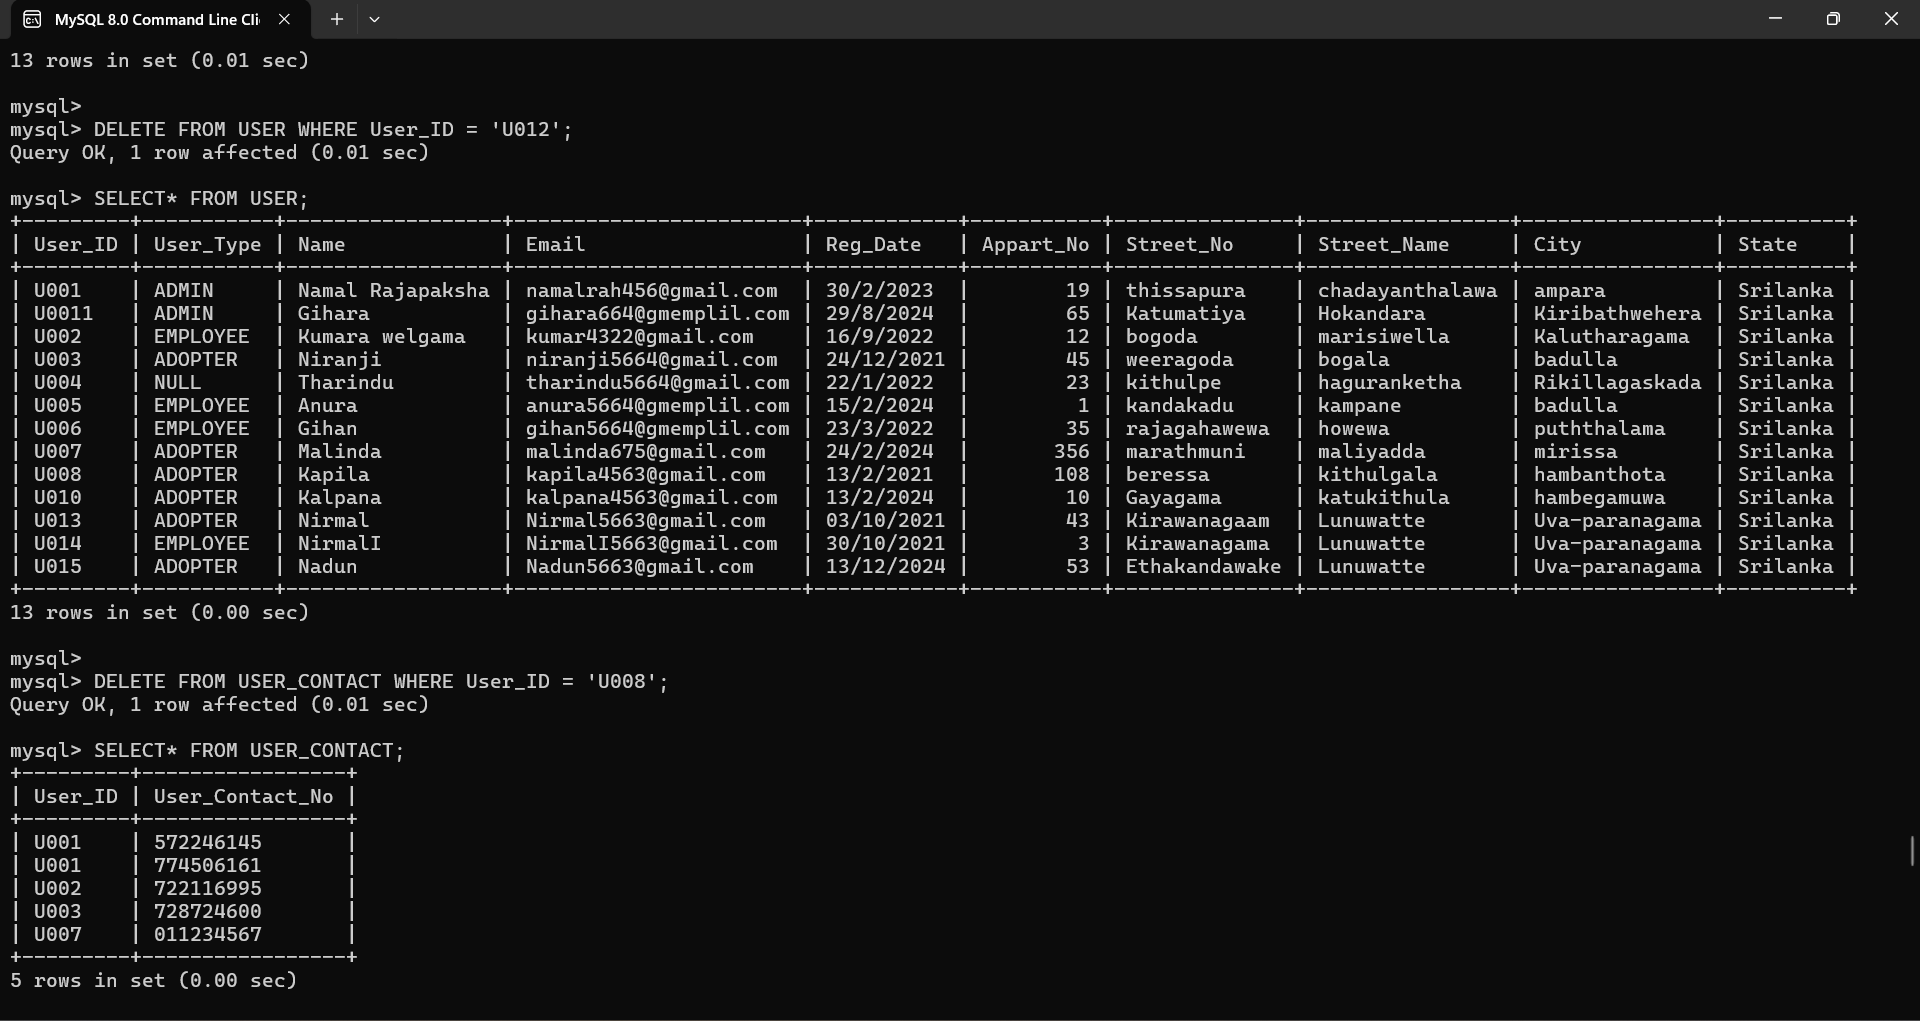 MySQL 8.0 Command Line Cli
13 rows in set (0.01 sec)
mysql>
mysql> DELETE FROM USER WHERE User_ID = 'U012';
Query OK, 1 row affected (0.01 sec)
mysql> SELECT* FROM USER;
+---------+-----------+------------------+------------------------+------------+-----------+---------------+-----------------+----------------+----------+
| User_ID | User_Type | Name             | Email                  | Reg_Date   | Appart_No | Street_No     | Street_Name     | City           | State    |
+---------+-----------+------------------+------------------------+------------+-----------+---------------+-----------------+----------------+----------+
| U001    | ADMIN     | Namal Rajapaksha | namalrah456@gmail.com  | 30/2/2023  |        19 | thissapura    | chadayanthalawa | ampara         | Srilanka |
| U0011   | ADMIN     | Gihara           | gihara664@gmemplil.com | 29/8/2024  |        65 | Katumatiya    | Hokandara       | Kiribathwehera | Srilanka |
| U002    | EMPLOYEE  | Kumara welgama   | kumar4322@gmail.com    | 16/9/2022  |        12 | bogoda        | marisiwella     | Kalutharagama  | Srilanka |
| U003    | ADOPTER   | Niranji          | niranji5664@gmail.com  | 24/12/2021 |        45 | weeragoda     | bogala          | badulla        | Srilanka |
| U004    | NULL      | Tharindu         | tharindu5664@gmail.com | 22/1/2022  |        23 | kithulpe      | haguranketha    | Rikillagaskada | Srilanka |
| U005    | EMPLOYEE  | Anura            | anura5664@gmemplil.com | 15/2/2024  |         1 | kandakadu     | kampane         | badulla        | Srilanka |
| U006    | EMPLOYEE  | Gihan            | gihan5664@gmemplil.com | 23/3/2022  |        35 | rajagahawewa  | howewa          | puththalama    | Srilanka |
| U007    | ADOPTER   | Malinda          | malinda675@gmail.com   | 24/2/2024  |       356 | marathmuni    | maliyadda       | mirissa        | Srilanka |
| U008    | ADOPTER   | Kapila           | kapila4563@gmail.com   | 13/2/2021  |       108 | beressa       | kithulgala      | hambanthota    | Srilanka |
| U010    | ADOPTER   | Kalpana          | kalpana4563@gmail.com  | 13/2/2024  |        10 | Gayagama      | katukithula     | hambegamuwa    | Srilanka |
| U013    | ADOPTER   | Nirmal           | Nirmal5663@gmail.com   | 03/10/2021 |        43 | Kirawanagaam  | Lunuwatte       | Uva-paranagama | Srilanka |
| U014    | EMPLOYEE  | NirmalI          | NirmalI5663@gmail.com  | 30/10/2021 |         3 | Kirawanagama  | Lunuwatte       | Uva-paranagama | Srilanka |
| U015    | ADOPTER   | Nadun            | Nadun5663@gmail.com    | 13/12/2024 |        53 | Ethakandawake | Lunuwatte       | Uva-paranagama | Srilanka |
+---------+-----------+------------------+------------------------+------------+-----------+---------------+-----------------+----------------+----------+
13 rows in set (0.00 sec)
mysql>
mysql> DELETE FROM USER_CONTACT WHERE User_ID = 'U008';
Query OK, 1 row affected (0.01 sec)
mysql> SELECT* FROM USER_CONTACT;
+---------+-----------------+
| User_ID | User_Contact_No |
+---------+-----------------+
| U001    | 572246145       |
| U001    | 774506161       |
| U002    | 722116995       |
| U003    | 728724600       |
| U007    | 011234567       |
+---------+-----------------+
5 rows in set (0.00 sec)